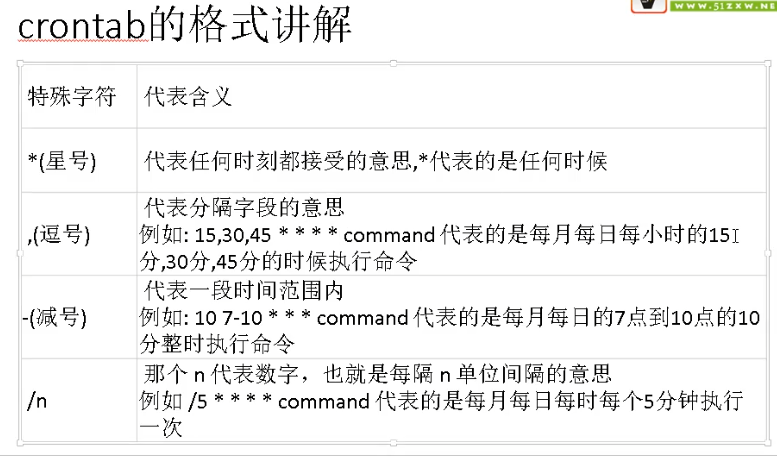 www.51zxw.ne
crontab的格式讲解
特殊字符 代表含义
*(星号) 代表任何时刻都接受的意思,*代表的是任何时候
代表分隔字段的意思
,(逗号) 例如: 15,30,45 * * * * command 代表的是每月每日每小时的15
分,30分,45分的时候执行命令
代表一段时间范围内
-(减号) 例如: 10 7-10 * * * command 代表的是每月每日的7点到10点的10
分整时执行命令
那个 n 代表数字，也就是每隔 n 单位间隔的意思
/n 例如 /5 * * * * command 代表的是每月每日每时每个5分钟执行
一次